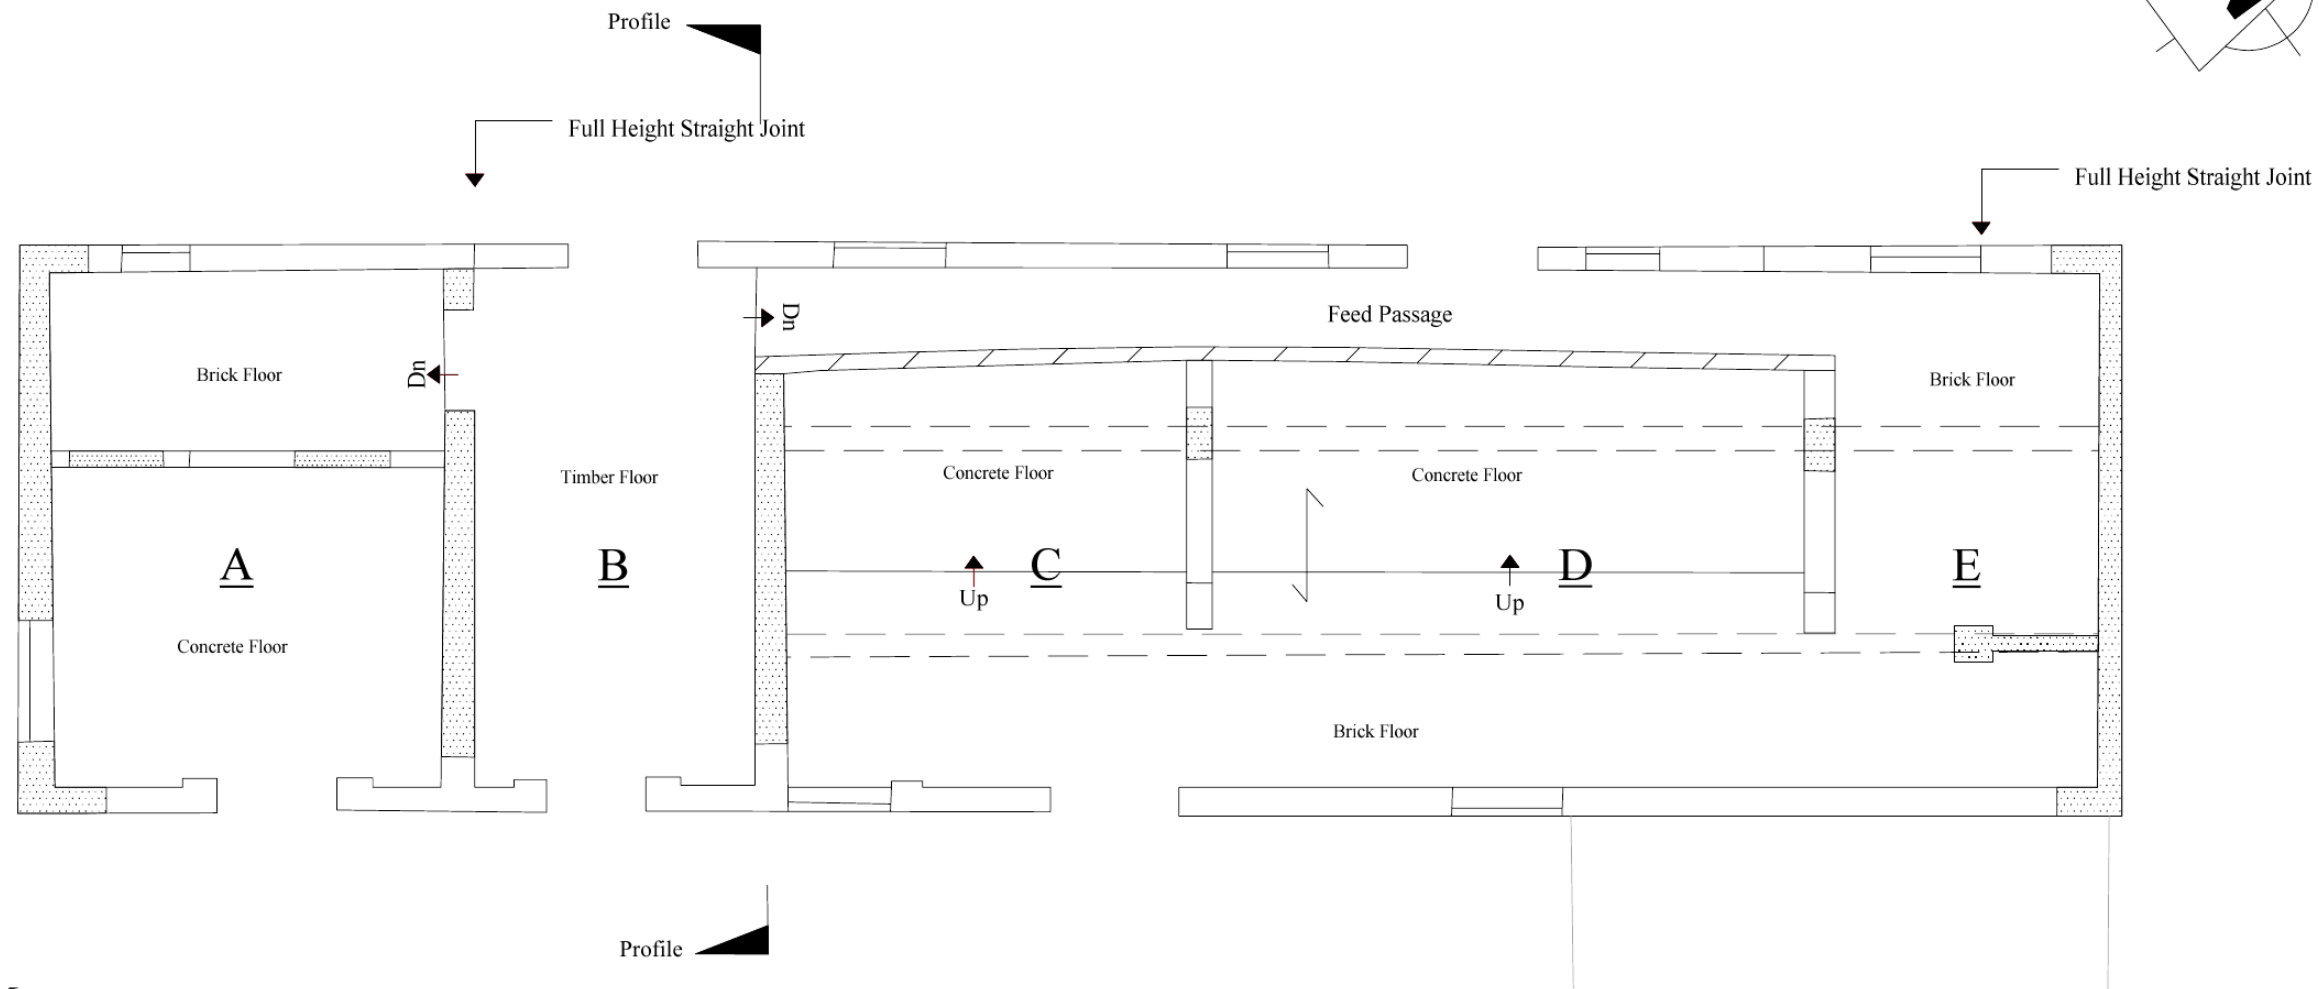 Profile
Full Height Straight Joint
Full Height Straight Joint
Dn
Feed Passage
Brick Floor
Dn
Brick Floor
Timber Floor
Concrete Floor
Concrete Floor
A
B
C
D
E
Up
Up
Concrete Floor
Brick Floor
Profile